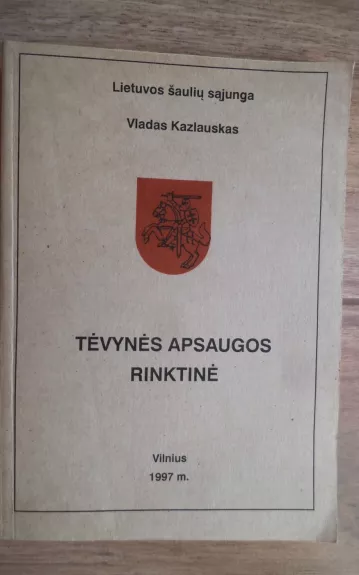 Lietuvos šaulių sąjunga
Vladas Kazlauskas
TĖVYNĖS APSAUGOS
RINKTINĖ
Vilnius
1997 m.